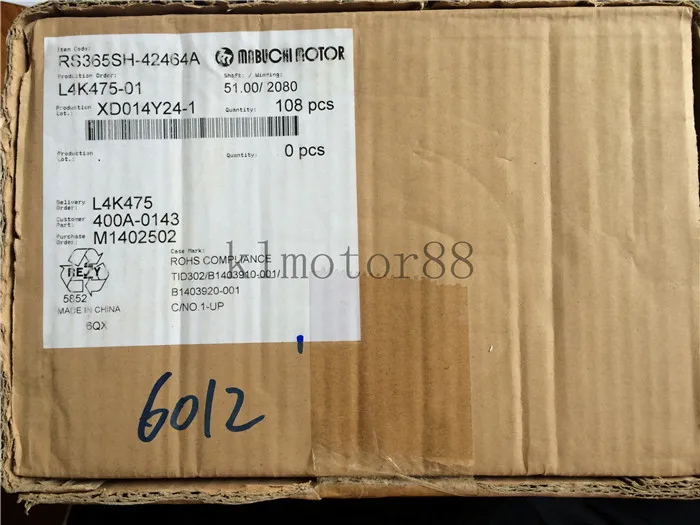 Item Code:
RS365SH-42464A
MABUCHI MOTOR
Production Order:
Shaft: / Winding:
L4K475-01
51.00/ 2080
Production Lot.:
XD014Y24-1
Quantity:
108 pcs
Production Lot.:
Quantity:
0 pcs
Delivery Order:
L4K475
Customer Part:
400A-0143
Purchase Order:
M1402502
Case Mark:
ROHS COMPLIANCE
TID302/B1403910-001/
B1403920-001
C/NO.1-UP
REZY
5852
MADE IN CHINA
6QX
klmotor88
6012